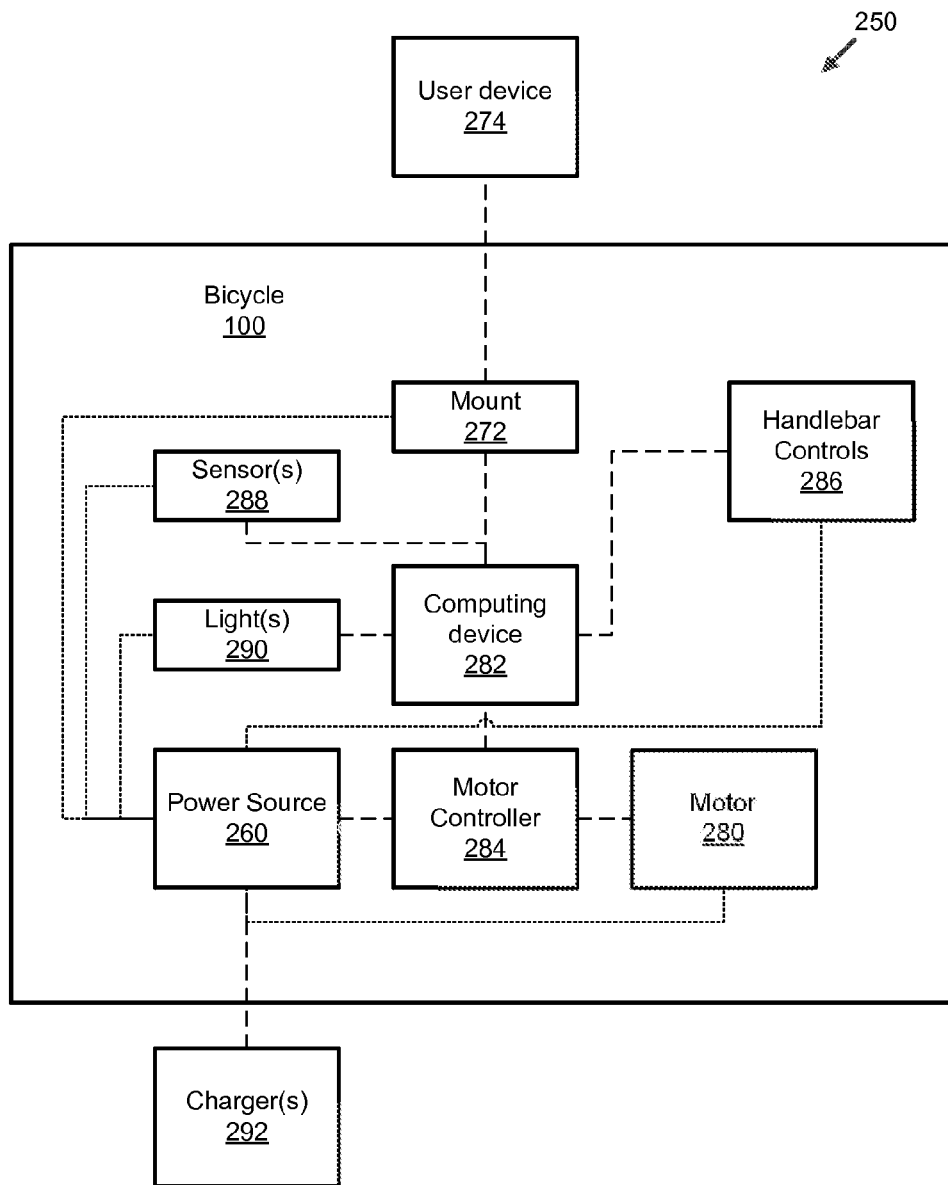 250
User device
274
Bicycle
100
Mount
272
Handlebar
Controls
286
Sensor(s)
288
Computing
device
282
Light(s)
290
Power Source
260
Motor
Controller
284
Motor
280
Charger(s)
292